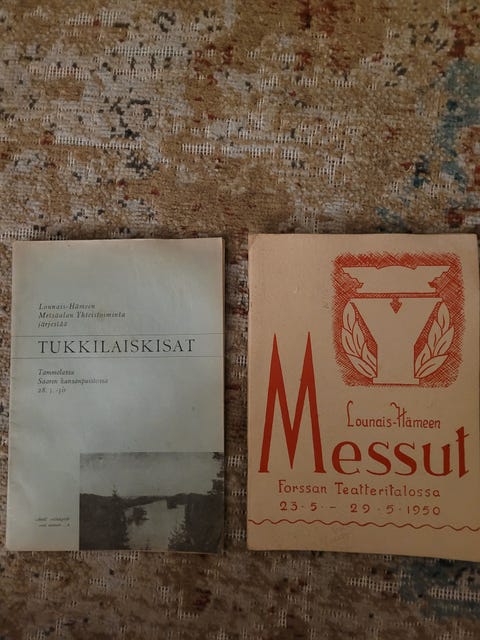 Lounais-Hämeen
Metsäalan Yhteistoiminta
järjestää
TUKKILAISKISAT
Tammelassa
Saaren kansanpuistossa
Lounais-Hämeen
Messut
Forssan Teatteritalossa
23·5·- 29·5·1950